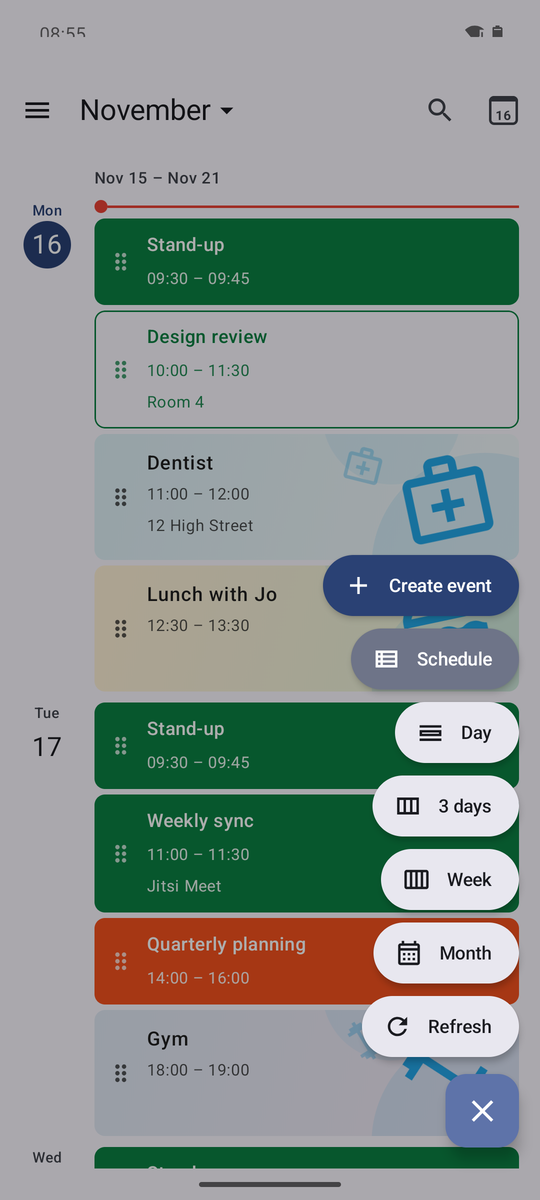 08:55
November
16
Nov 15 – Nov 21
Mon
16
Stand-up
09:30 – 09:45
Design review
10:00 – 11:30
Room 4
Dentist
11:00 – 12:00
12 High Street
Lunch with Jo
12:30 – 13:30
Create event
Schedule
Tue
17
Stand-up
09:30 – 09:45
Day
Weekly sync
11:00 – 11:30
Jitsi Meet
3 days
Week
Quarterly planning
14:00 – 16:00
Month
Gym
18:00 – 19:00
Refresh
Wed